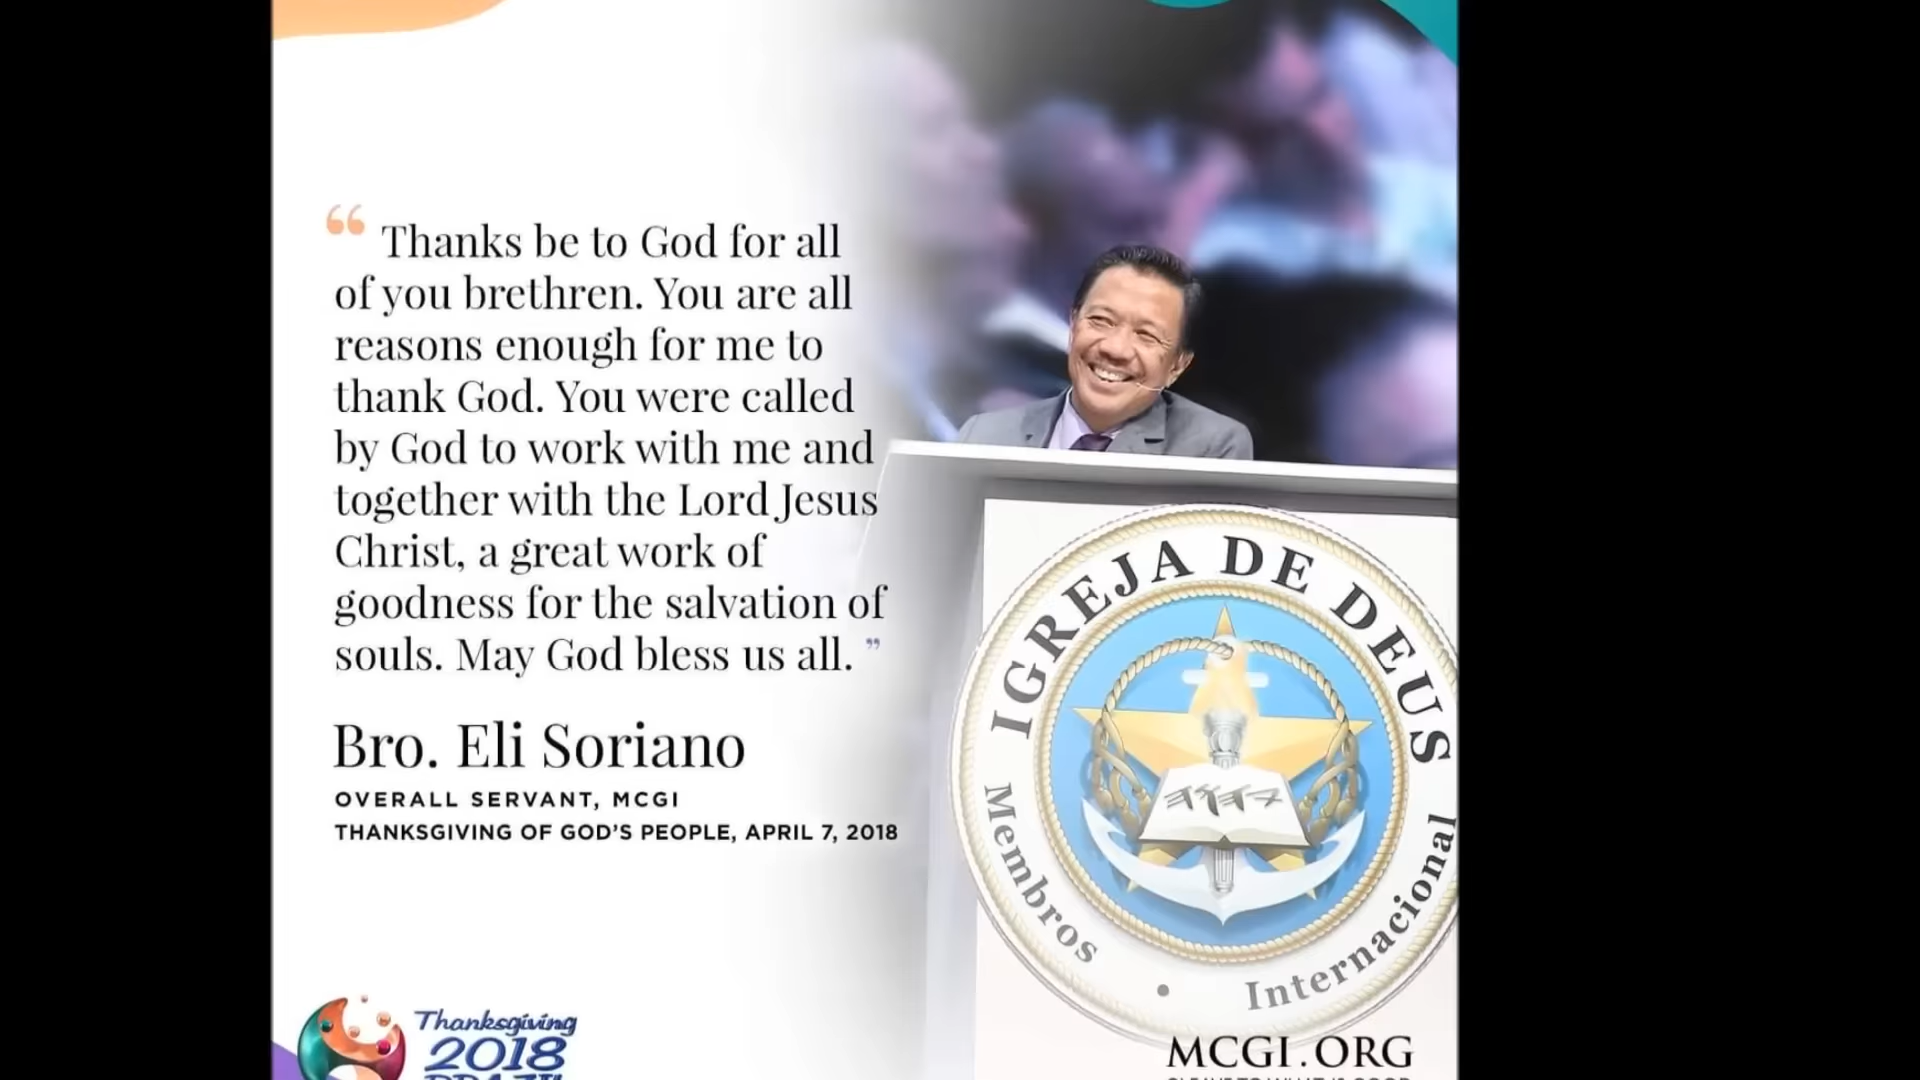 “ Thanks be to God for all
of you brethren. You are all
reasons enough for me to
thank God. You were called
by God to work with me and
together with the Lord Jesus
Christ, a great work of
goodness for the salvation of
souls. May God bless us all. ”
Bro. Eli Soriano
OVERALL SERVANT, MCGI
THANKSGIVING OF GOD’S PEOPLE, APRIL 7, 2018
IGREJA DE DEUS
Membros • Internacional
Thanksgiving
2018
MCGI.ORG